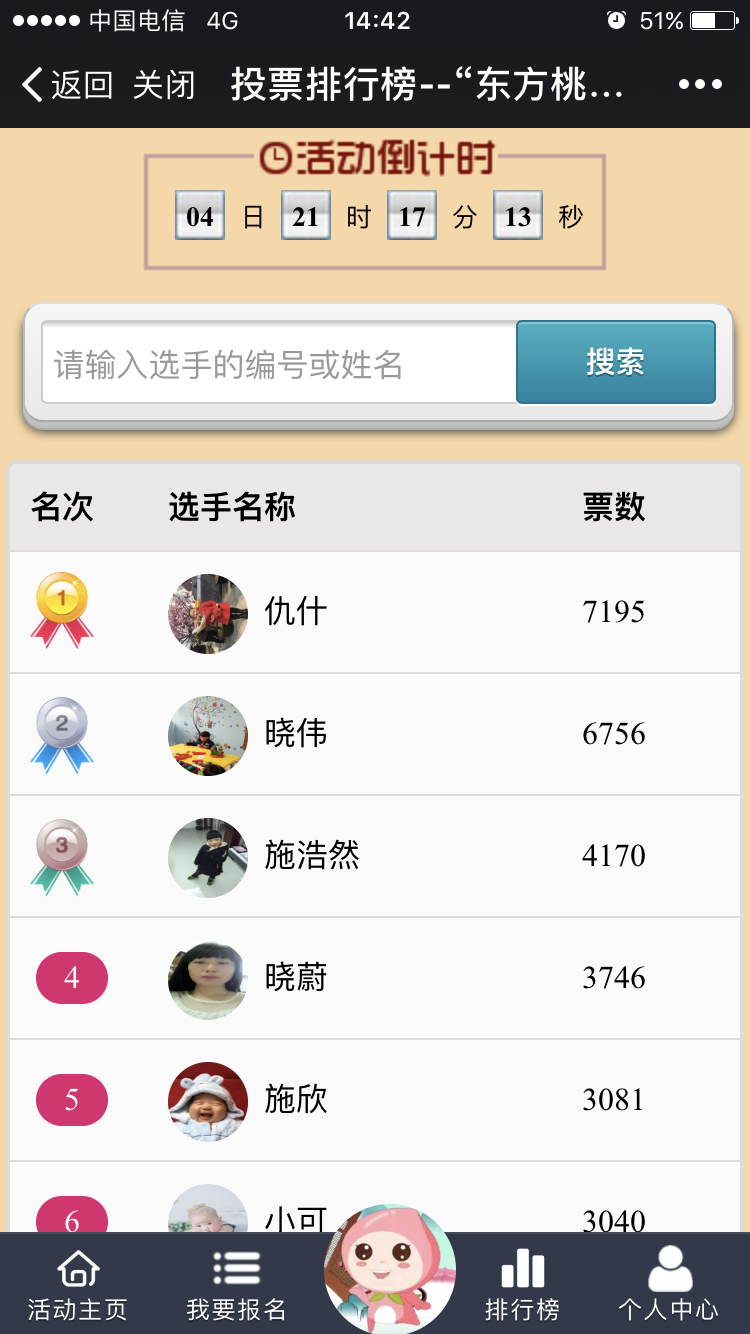 中国电信 4G 14:42 51%
返回 关闭 投票排行榜--“东方桃...
活动倒计时
04 日 21 时 17 分 13 秒
请输入选手的编号或姓名 搜索
名次 选手名称 票数
1 仇什 7195
2 晓伟 6756
3 施浩然 4170
4 晓蔚 3746
5 施欣 3081
6 小可 3040
活动主页 我要报名 排行榜 个人中心